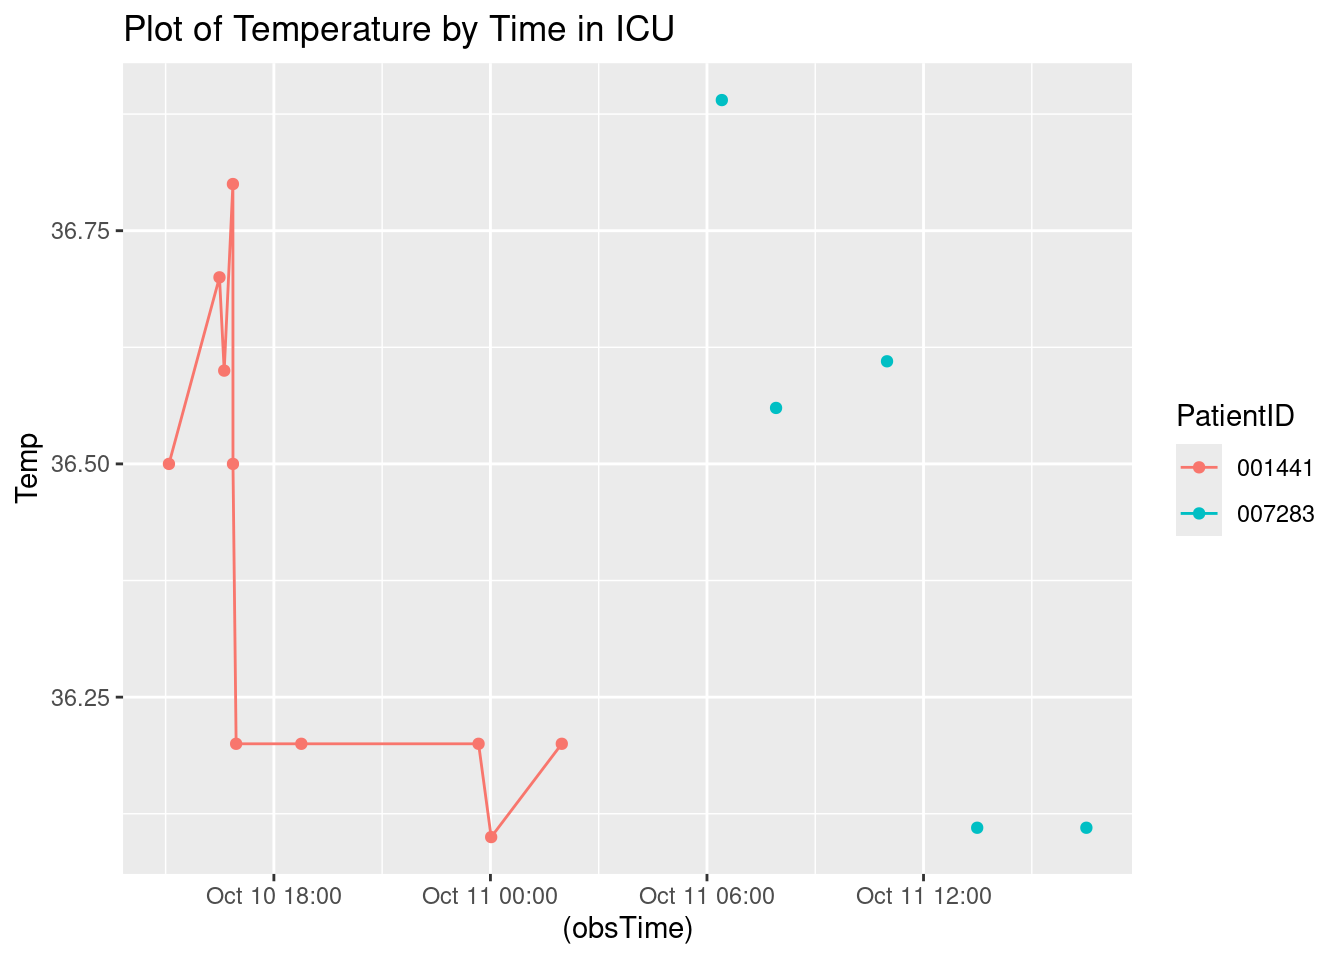 Plot of Temperature by Time in ICU
Temp
36.75
36.50
36.25
Oct 10 18:00
Oct 11 00:00
Oct 11 06:00
Oct 11 12:00
(obsTime)
PatientID
001441
007283